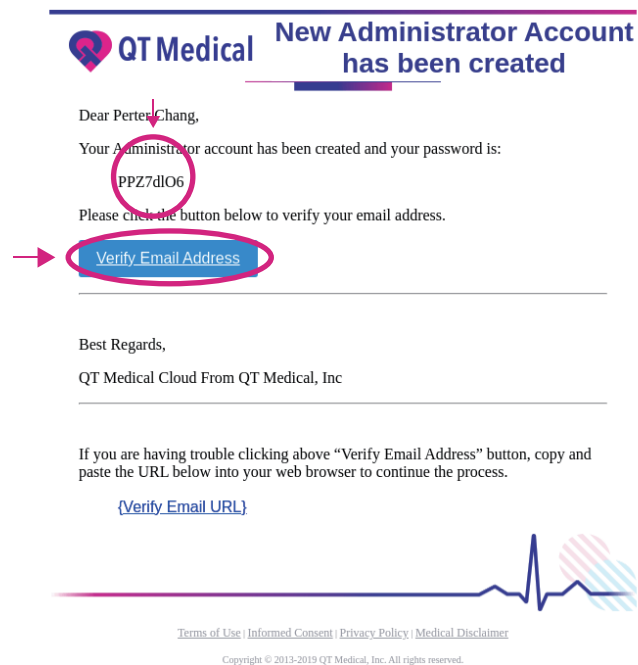 QT Medical
New Administrator Account
has been created
Dear Perter Chang,
Your Administrator account has been created and your password is:
PPZ7dlO6
Please click the button below to verify your email address.
Verify Email Address
Best Regards,
QT Medical Cloud From QT Medical, Inc
If you are having trouble clicking above “Verify Email Address” button, copy and
paste the URL below into your web browser to continue the process.
{Verify Email URL}
Terms of Use | Informed Consent | Privacy Policy | Medical Disclaimer
Copyright © 2013-2019 QT Medical, Inc. All rights reserved.